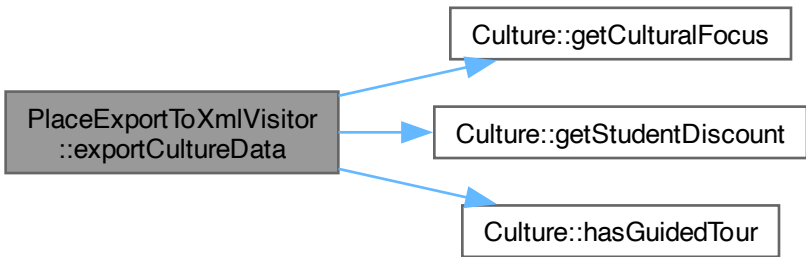 PlaceExportToXmlVisitor
::exportCultureData
Culture::getCulturalFocus
Culture::getStudentDiscount
Culture::hasGuidedTour